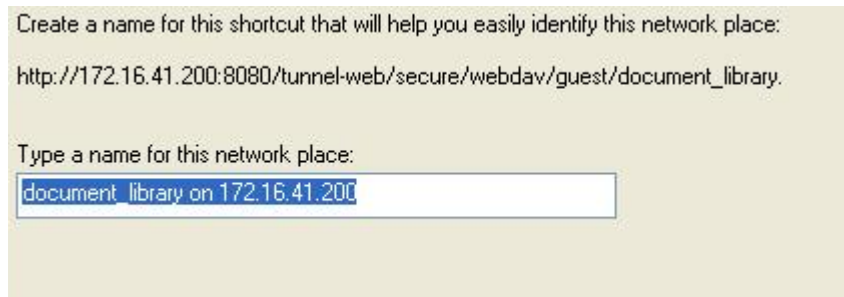 Create a name for this shortcut that will help you easily identify this network place:
http://172.16.41.200:8080/tunnel-web/secure/webdav/guest/document_library.
Type a name for this network place:
document_library on 172.16.41.200